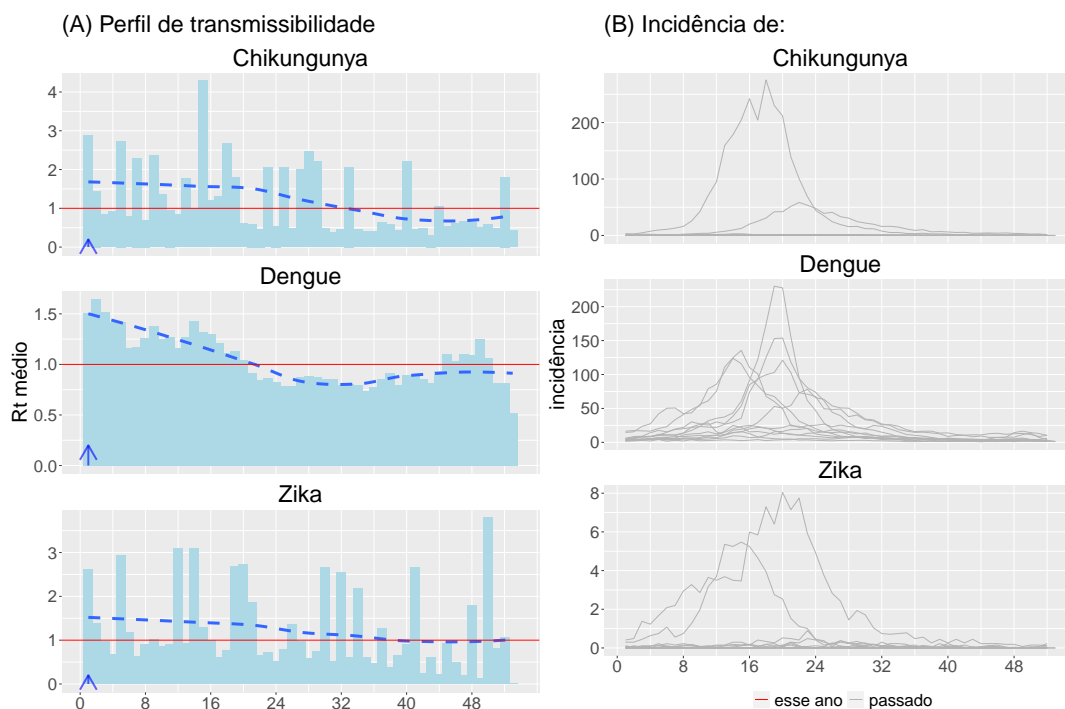 (A) Perfil de transmissibilidade
Chikungunya
4
3
2
1
0
Dengue
Rt médio
1.5
1.0
0.5
0.0
Zika
3
2
1
0
0 8 16 24 32 40 48
(B) Incidência de:
Chikungunya
200
100
0
Dengue
incidência
200
150
100
50
0
Zika
8
6
4
2
0
0 8 16 24 32 40 48
esse ano passado